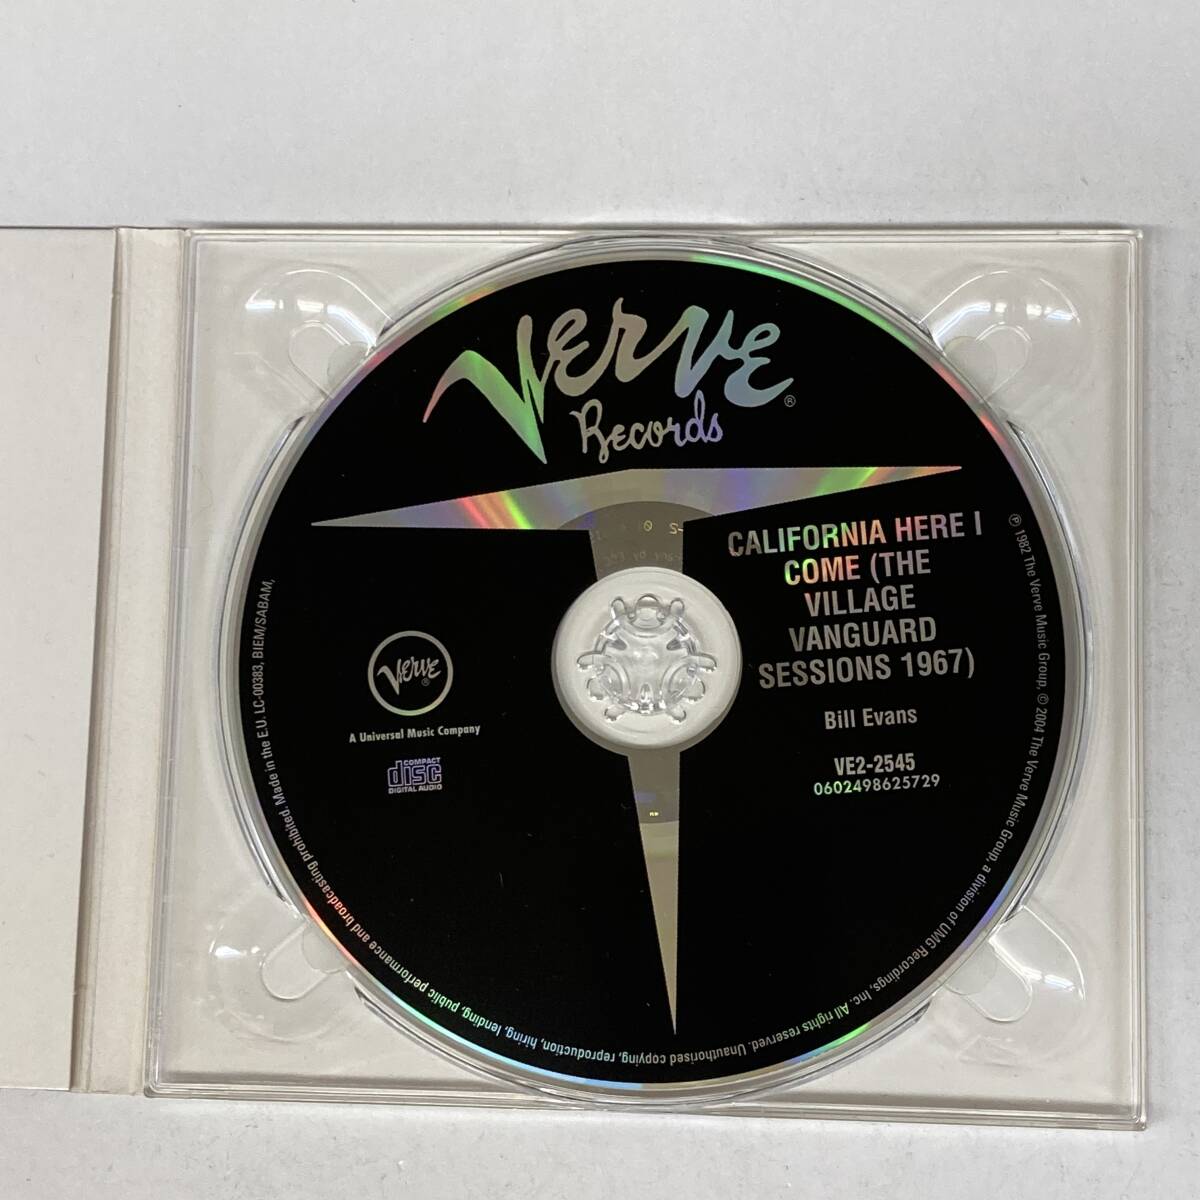 Verve®
Records
CALIFORNIA HERE I
COME (THE
VILLAGE
VANGUARD
SESSIONS 1967)
Bill Evans
VE2-2545
0602498625729
Verve®
A Universal Music Company
COMPACT
disc
DIGITAL AUDIO
℗ 1982 The Verve Music Group, © 2004 The Verve Music Group, a division of UMG Recordings, Inc. All rights reserved. Unauthorised copying, reproduction, hiring, lending, public performance and broadcasting prohibited. Made in the E.U. LC-00383, BIEM/SABAM,